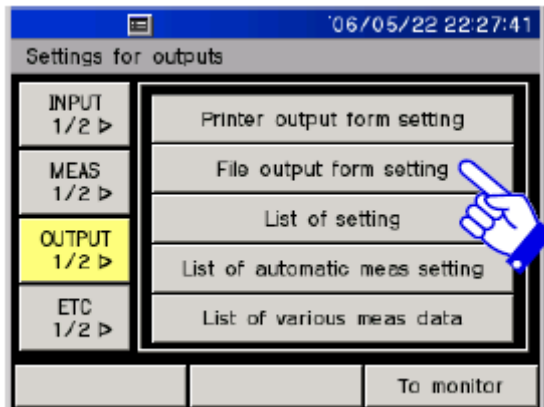 '06/05/22 22:27:41
Settings for outputs
INPUT
1/2 ▷
MEAS
1/2 ▷
OUTPUT
1/2 ▷
ETC
1/2 ▷
Printer output form setting
File output form setting
List of setting
List of automatic meas setting
List of various meas data
To monitor